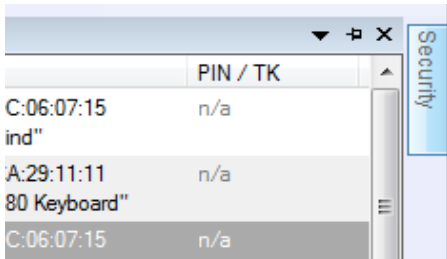 PIN / TK
C:06:07:15 n/a
ind"
A:29:11:11 n/a
80 Keyboard"
C:06:07:15 n/a
Security